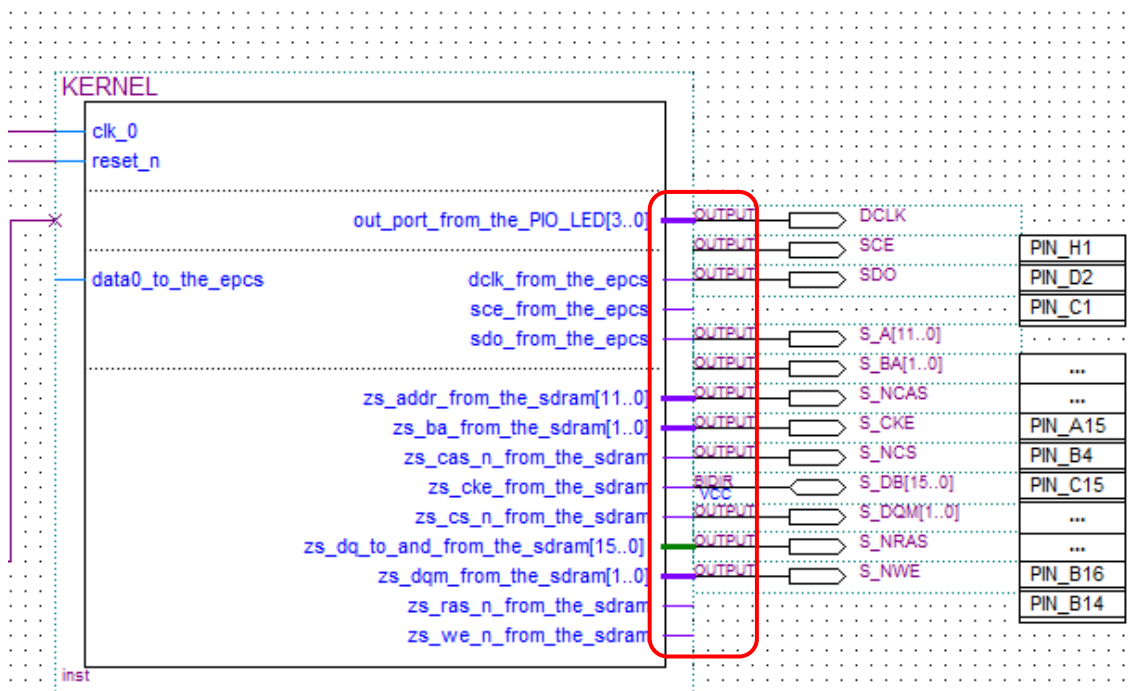 KERNEL
clk_0
reset_n
out_port_from_the_PIO_LED[3..0]
OUTPUT
DCLK
OUTPUT
SCE
PIN_H1
data0_to_the_epcs
dclk_from_the_epcs
OUTPUT
SDO
PIN_D2
sce_from_the_epcs
PIN_C1
sdo_from_the_epcs
OUTPUT
S_A[11..0]
OUTPUT
S_BA[1..0]
...
zs_addr_from_the_sdram[11..0]
OUTPUT
S_NCAS
...
zs_ba_from_the_sdram[1..0]
OUTPUT
S_CKE
PIN_A15
zs_cas_n_from_the_sdram
OUTPUT
S_NCS
PIN_B4
zs_cke_from_the_sdram
BIDIR
VCC
S_DB[15..0]
PIN_C15
zs_cs_n_from_the_sdram
OUTPUT
S_DQM[1..0]
...
zs_dq_to_and_from_the_sdram[15..0]
OUTPUT
S_NRAS
...
zs_dqm_from_the_sdram[1..0]
OUTPUT
S_NWE
PIN_B16
zs_ras_n_from_the_sdram
PIN_B14
zs_we_n_from_the_sdram
inst